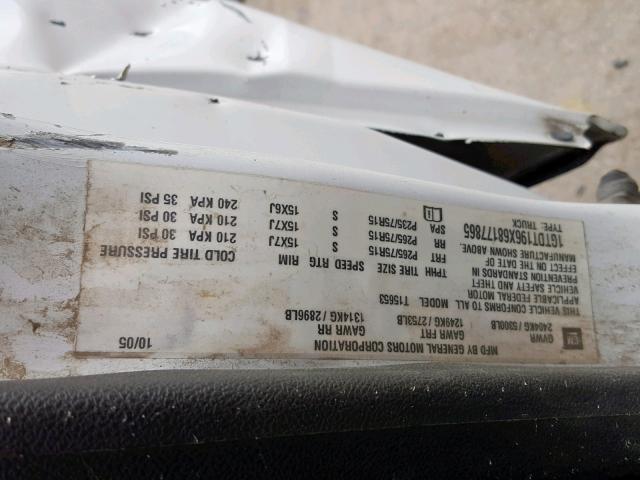 GM
MFD BY GENERAL MOTORS CORPORATION 10/05
GVWR GAWR FRT GAWR RR
2404KG / 5300LB 1249KG / 2753LB 1314KG / 2896LB
THIS VEHICLE CONFORMS TO ALL MODEL T15653
APPLICABLE FEDERAL MOTOR
VEHICLE SAFETY AND THEFT
PREVENTION STANDARDS IN
EFFECT ON THE DATE OF
MANUFACTURE SHOWN ABOVE.
1GTDT196X68177865
TYPE: TRUCK
TPHH TIRE SIZE SPEED RTG RIM COLD TIRE PRESSURE
FRT P265/75R15 S 15X7J 210 KPA 30 PSI
RR P265/75R15 S 15X7J 210 KPA 30 PSI
SPA P235/75R15 S 15X6J 240 KPA 35 PSI